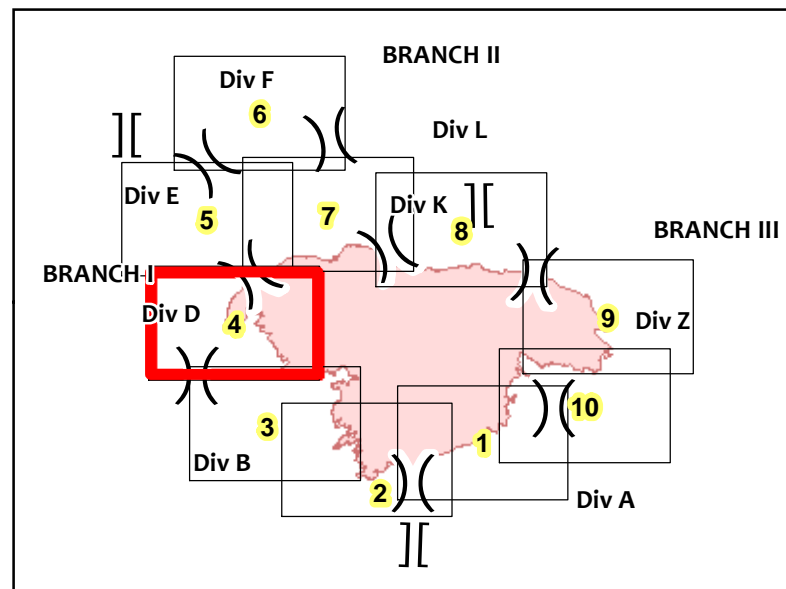 BRANCH II
Div F
6
][
Div L
Div E
5
7
Div K
8
][
BRANCH III
BRANCH I
Div D
4
9
Div Z
3
10
1
Div B
2
Div A
][